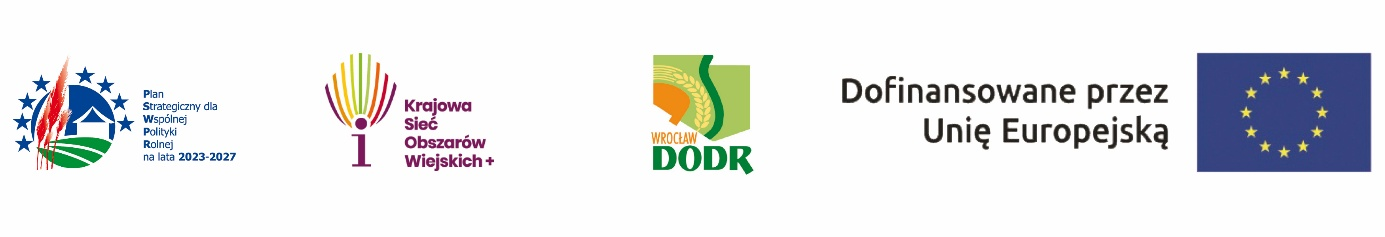 Plan
Strategiczny dla
Wspólnej
Polityki
Rolnej
na lata 2023-2027
i
Krajowa
Sieć
Obszarów
Wiejskich +
WROCŁAW
DODR
Dofinansowane przez
Unię Europejską